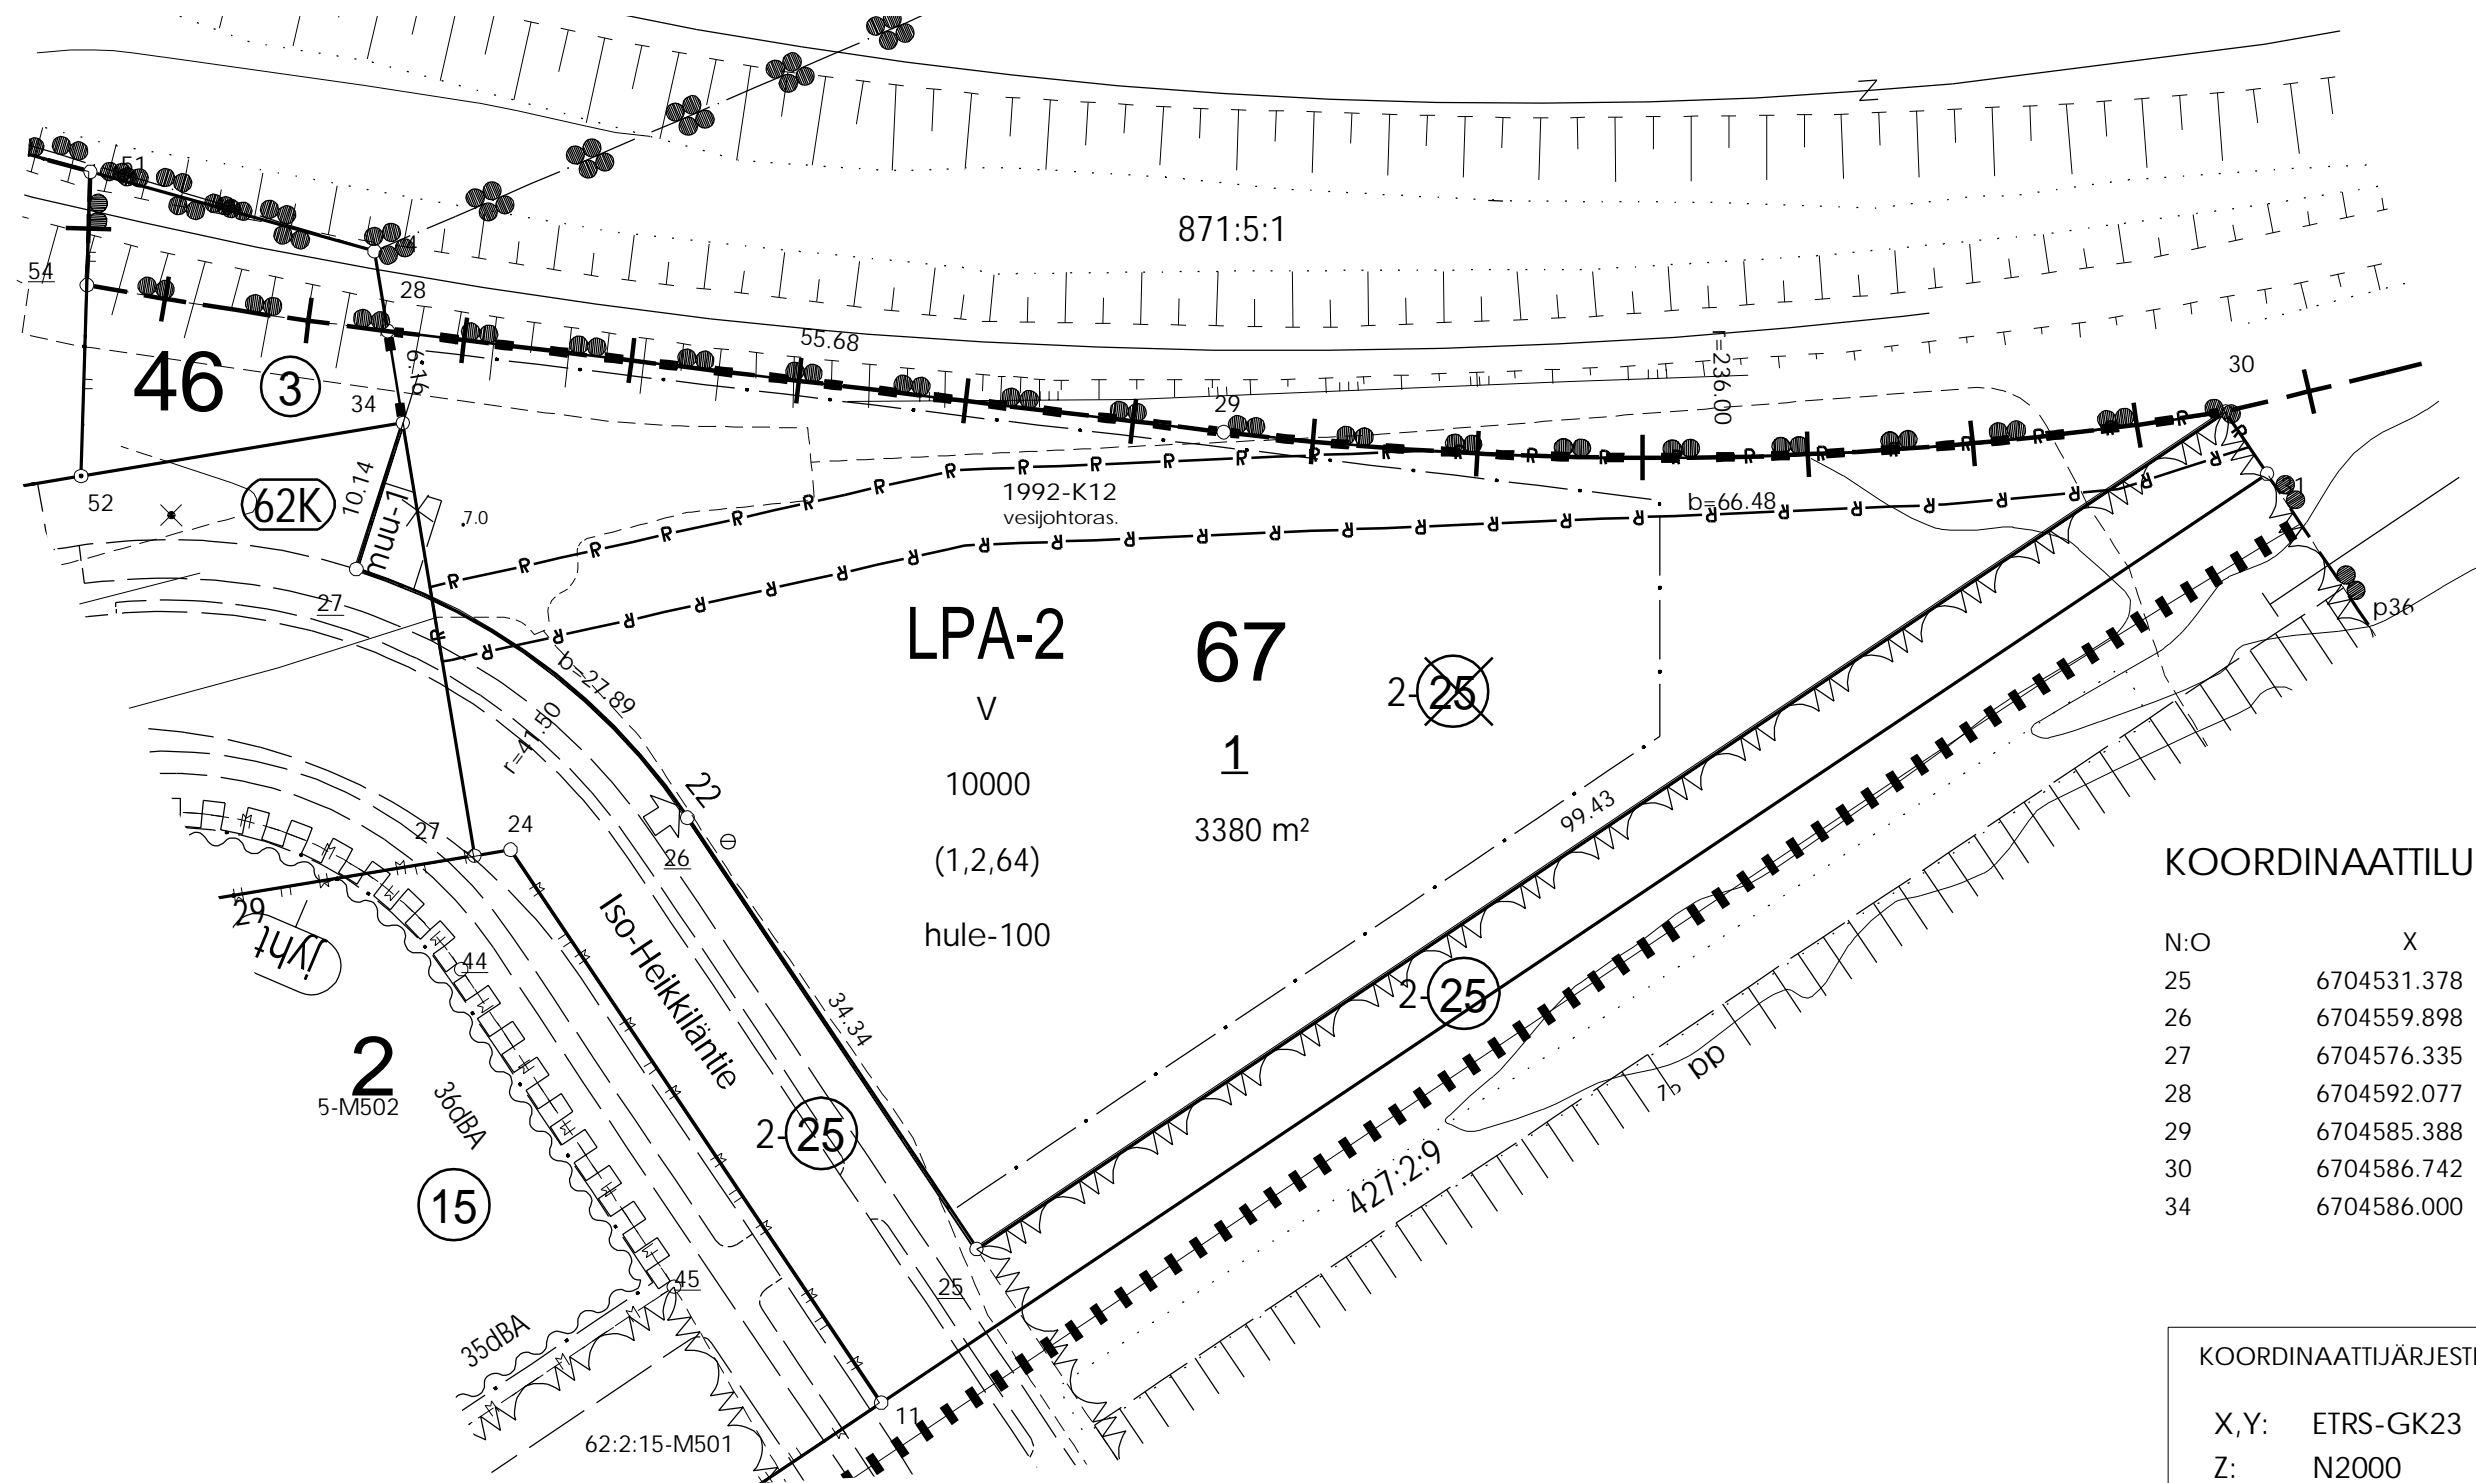 Z
51
871:5:1
4
54
28
55.68
r=236.00
30
46
3
6.16
34
29
1992-K12
vesijohtoras.
b=66.48
52
62K
10.14
muu-1
7.0
27
p36
LPA-2
67
b=27.89
2-25
V
r=41.50
1
22
10000
99.43
3380 m²
27
24
26
(1,2,64)
KOORDINAATTILU
29
jyht
Iso-Heikkiläntie
hule-100
N:O X
44
25 6704531.378
2-25
34.34
26 6704559.898
27 6704576.335
2
pp
5-M502
36dBA
28 6704592.077
2-25
29 6704585.388
30 6704586.742
427:2:9
15
34 6704586.000
45
25
35dBA
11
62:2:15-M501
KOORDINAATTIJÄRJESTE
X,Y: ETRS-GK23
Z: N2000
R R R R R R R R R R R R R R R R R R R R R R
R R R R R R R R R R R R R R R R R R R R R R R R R